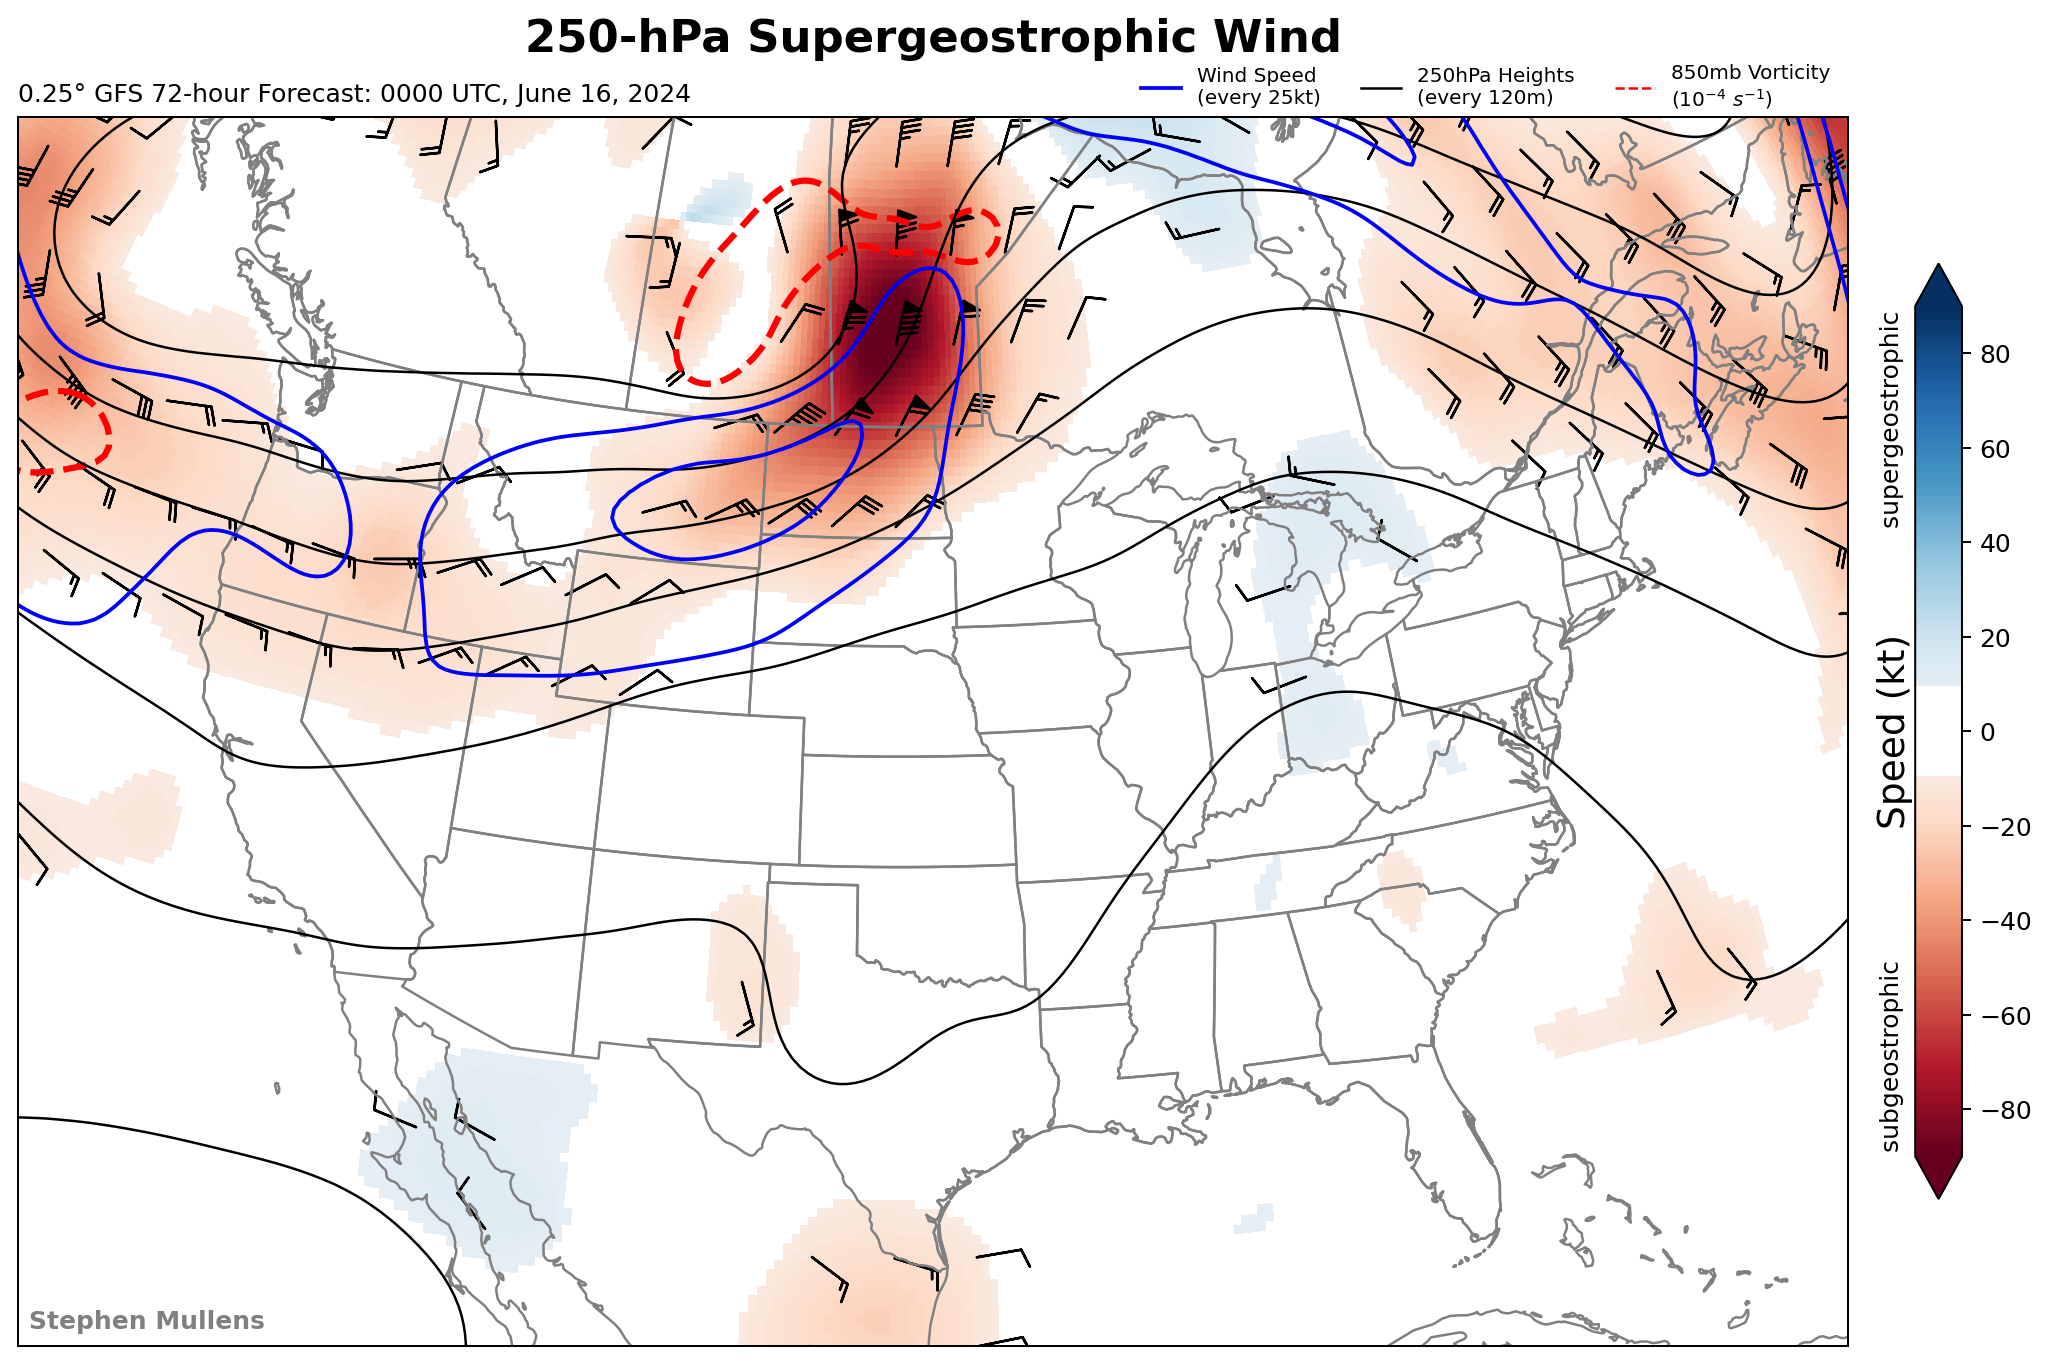 250-hPa Supergeostrophic Wind
0.25° GFS 72-hour Forecast: 0000 UTC, June 16, 2024
Wind Speed
(every 25kt)
250hPa Heights
(every 120m)
850mb Vorticity
(10⁻⁴ s⁻¹)
supergeostrophic
Speed (kt)
subgeostrophic
80
60
40
20
0
−20
−40
−60
−80
Stephen Mullens